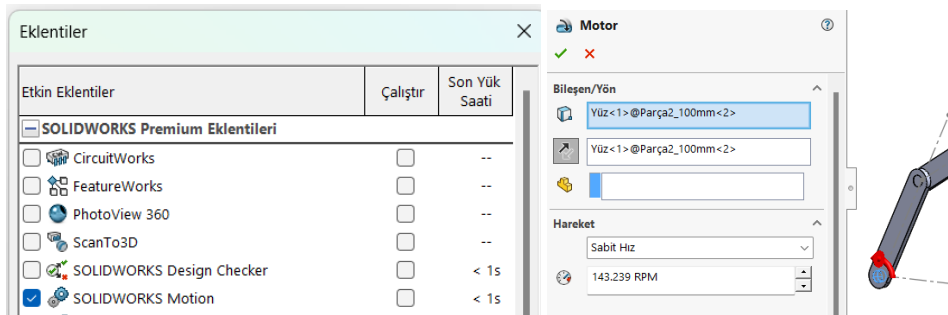 Eklentiler
Etkin Eklentiler Çalıştır Son Yük Saati
SOLIDWORKS Premium Eklentileri
CircuitWorks --
FeatureWorks --
PhotoView 360 --
ScanTo3D --
SOLIDWORKS Design Checker < 1s
SOLIDWORKS Motion < 1s
Motor
Bileşen/Yön
Yüz<1>@Parça2_100mm<2>
Yüz<1>@Parça2_100mm<2>
Hareket
Sabit Hız
143.239 RPM